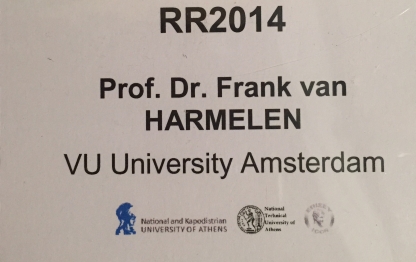 RR2014
Prof. Dr. Frank van
HARMELEN
VU University Amsterdam
National and Kapodistrian
UNIVERSITY OF ATHENS
National
Technical
University of
Athens